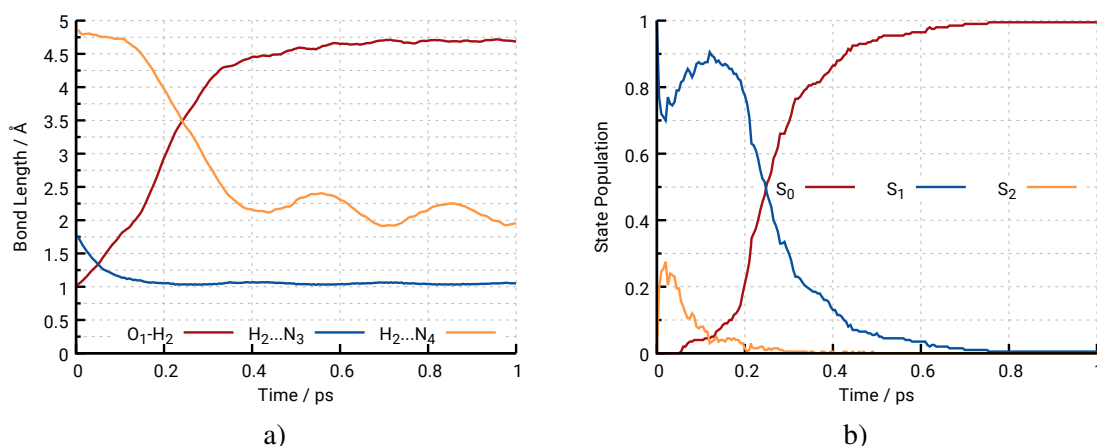 5
4.5
4
3.5
3
2.5
2
1.5
1
0.5
0
Bond Length / Å
O₁-H₂
H₂...N₃
H₂...N₄
0
0.2
0.4
0.6
0.8
1
Time / ps
a)
1
0.8
0.6
0.4
0.2
0
State Population
S₀
S₁
S₂
0
0.2
0.4
0.6
0.8
1
Time / ps
b)